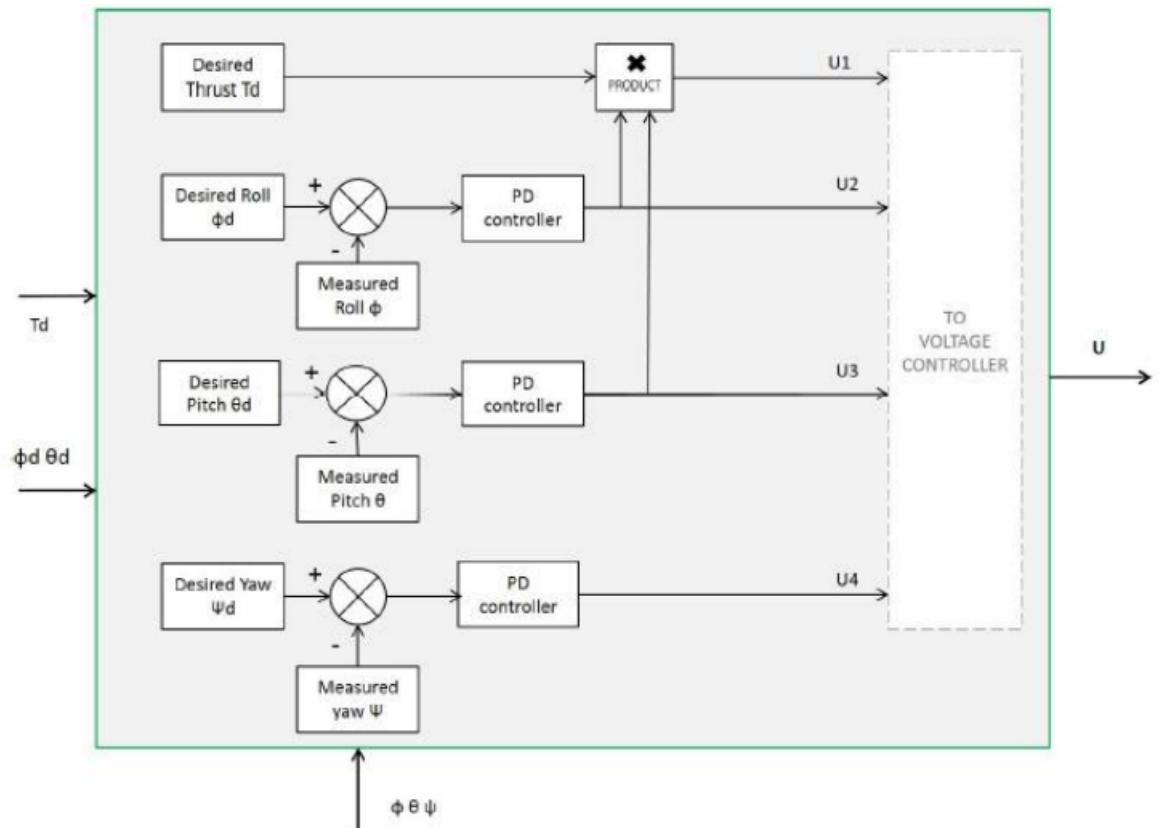 Desired
Thrust Td
✖
PRODUCT
U1
Desired Roll
ϕd
+
-
PD
controller
U2
Measured
Roll ϕ
Td
Desired
Pitch θd
+
-
PD
controller
U3
Measured
Pitch θ
TO
VOLTAGE
CONTROLLER
U
ϕd θd
Desired Yaw
Ψd
+
-
PD
controller
U4
Measured
yaw Ψ
ϕ θ ψ